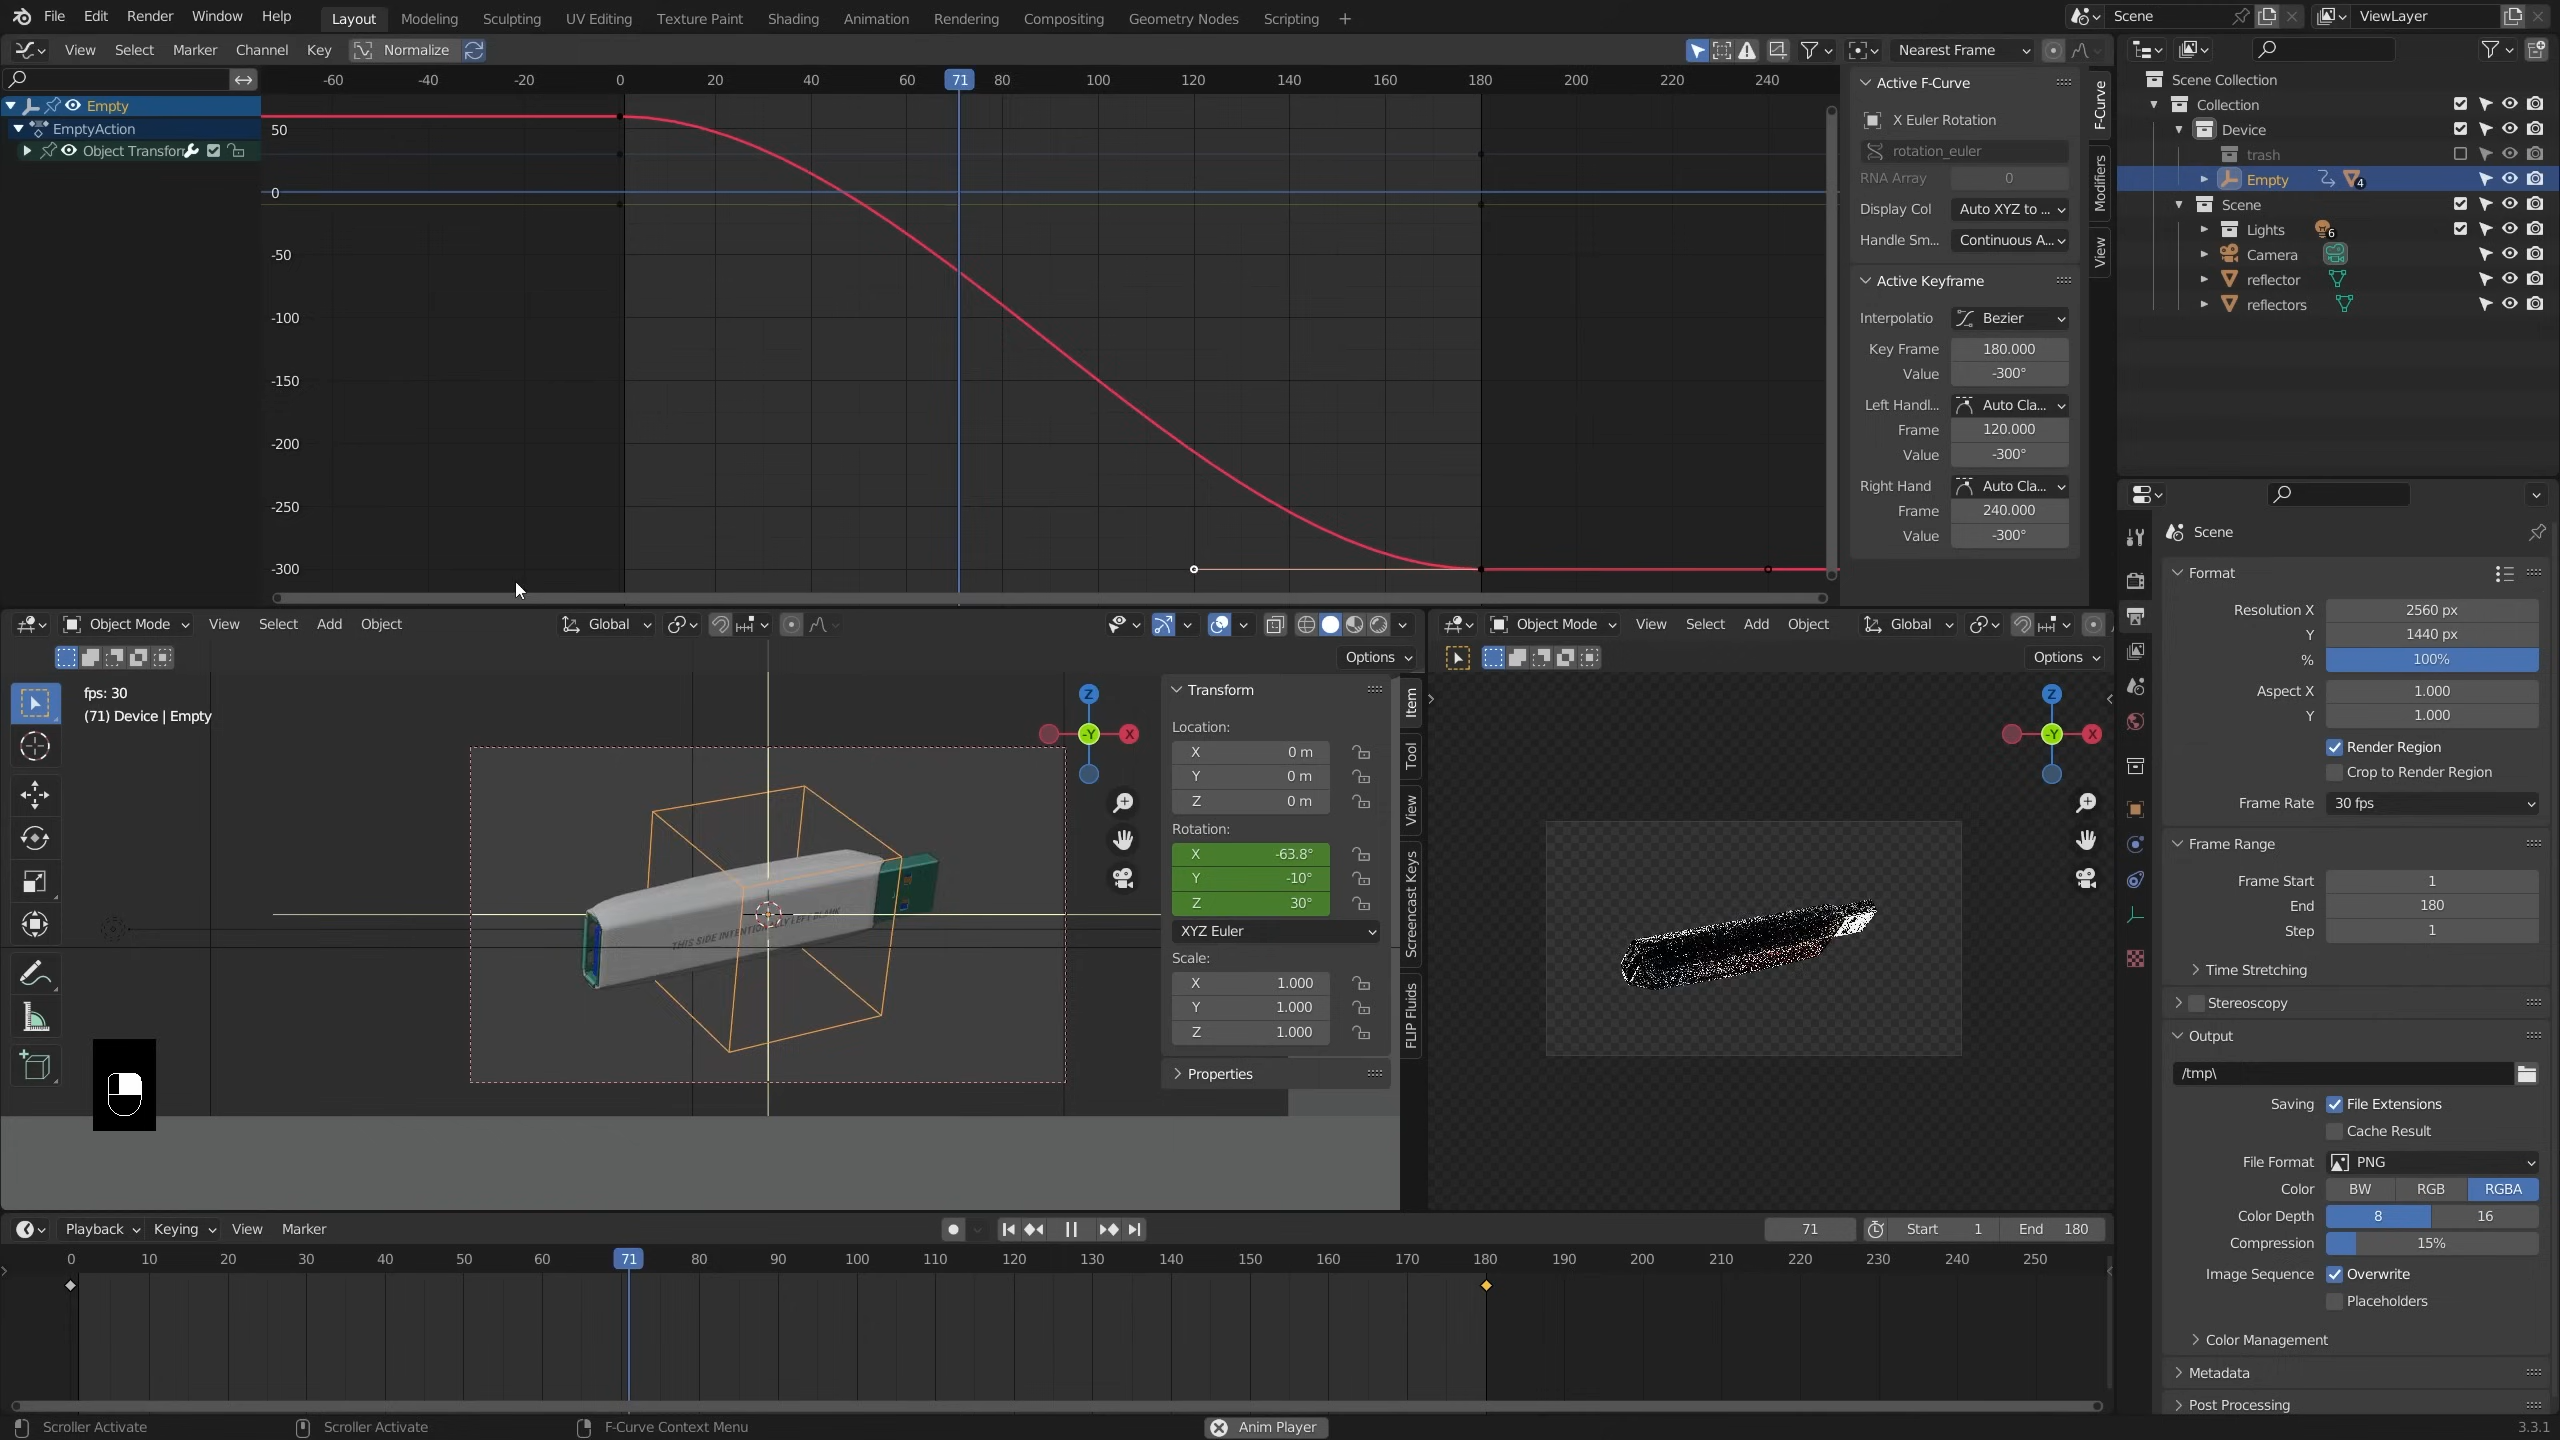 File Edit Render Window Help Layout Modeling Sculpting UV Editing Texture Paint Shading Animation Rendering Compositing Geometry Nodes Scripting + Scene ViewLayer
View Select Marker Channel Key Normalize Nearest Frame
-60 -40 -20 0 20 40 60 71 80 100 120 140 160 180 200 220 240
Empty
EmptyAction
Object Transfor
50
0
-50
-100
-150
-200
-250
-300
Active F-Curve
X Euler Rotation
rotation_euler
RNA Array 0
Display Col Auto XYZ to ...
Handle Sm... Continuous A...
Active Keyframe
Interpolatio Bezier
Key Frame 180.000
Value -300°
Left Handl... Auto Cla...
Frame 120.000
Value -300°
Right Hand Auto Cla...
Frame 240.000
Value -300°
F-Curve
Modifiers
View
Scene Collection
Collection
Device
trash
Empty 4
Scene
Lights 6
Camera
reflector
reflectors
Object Mode View Select Add Object Global
Options
fps: 30
(71) Device | Empty
Z
-Y X
THIS SIDE INTENTIONALLY LEFT BLANK
Transform
Location:
X 0 m
Y 0 m
Z 0 m
Rotation:
X -63.8°
Y -10°
Z 30°
XYZ Euler
Scale:
X 1.000
Y 1.000
Z 1.000
Properties
Item
Tool
View
Screencast Keys
FLIP Fluids
Object Mode View Select Add Object Global
Options
Z
-Y X
Scene
Format
Resolution X 2560 px
Y 1440 px
% 100%
Aspect X 1.000
Y 1.000
Render Region
Crop to Render Region
Frame Rate 30 fps
Frame Range
Frame Start 1
End 180
Step 1
Time Stretching
Stereoscopy
Output
/tmp\
Saving File Extensions
Cache Result
File Format PNG
Color BW RGB RGBA
Color Depth 8 16
Compression 15%
Image Sequence Overwrite
Placeholders
Color Management
Metadata
Post Processing
Playback Keying View Marker 71 Start 1 End 180
0 10 20 30 40 50 60 71 80 90 100 110 120 130 140 150 160 170 180 190 200 210 220 230 240 250
Scroller Activate Scroller Activate F-Curve Context Menu Anim Player 3.3.1